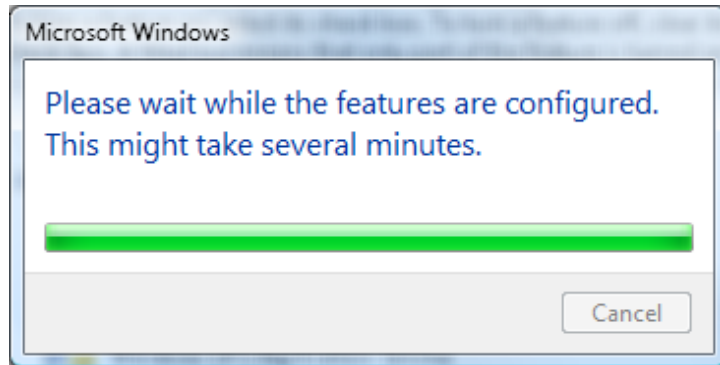 Microsoft Windows
Please wait while the features are configured.
This might take several minutes.
Cancel